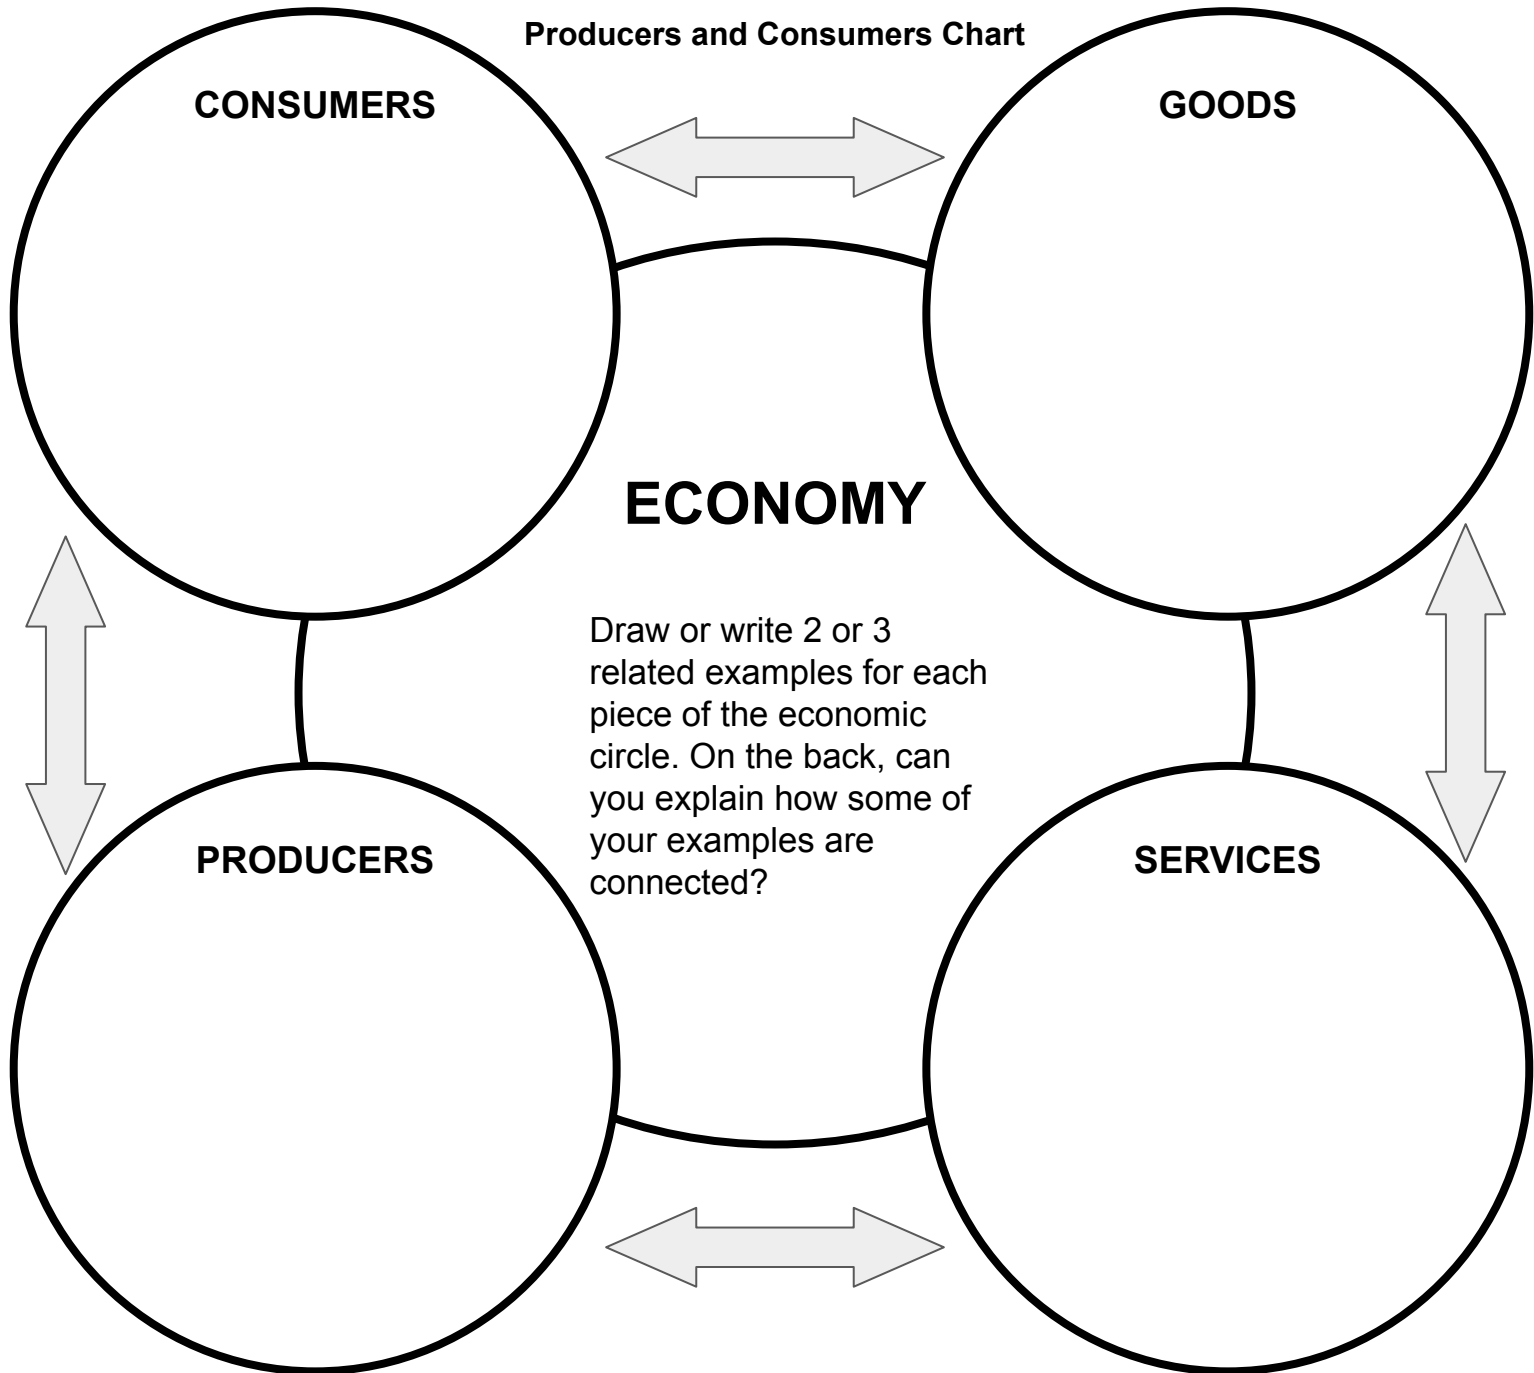 Producers and Consumers Chart
CONSUMERS
GOODS
ECONOMY
Draw or write 2 or 3
related examples for each
piece of the economic
circle. On the back, can
you explain how some of
your examples are
connected?
PRODUCERS
SERVICES